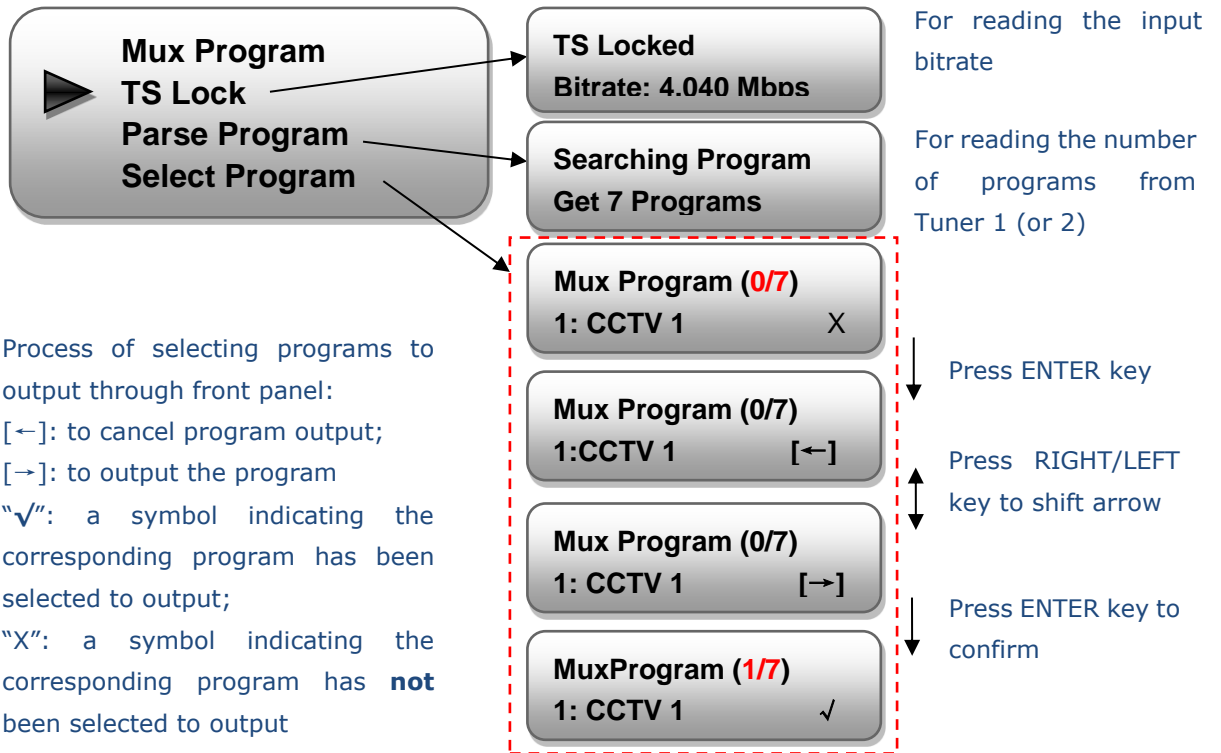 Mux Program
TS Lock
Parse Program
Select Program
TS Locked
Bitrate: 4.040 Mbps
For reading the input
bitrate
Searching Program
Get 7 Programs
For reading the number
of programs from
Tuner 1 (or 2)
Process of selecting programs to
output through front panel:
[←]: to cancel program output;
[→]: to output the program
“√”: a symbol indicating the
corresponding program has been
selected to output;
“X”: a symbol indicating the
corresponding program has not
been selected to output
Mux Program (0/7)
1: CCTV 1 X
Press ENTER key
Mux Program (0/7)
1:CCTV 1 [←]
Press RIGHT/LEFT
key to shift arrow
Mux Program (0/7)
1: CCTV 1 [→]
Press ENTER key to
confirm
MuxProgram (1/7)
1: CCTV 1 √